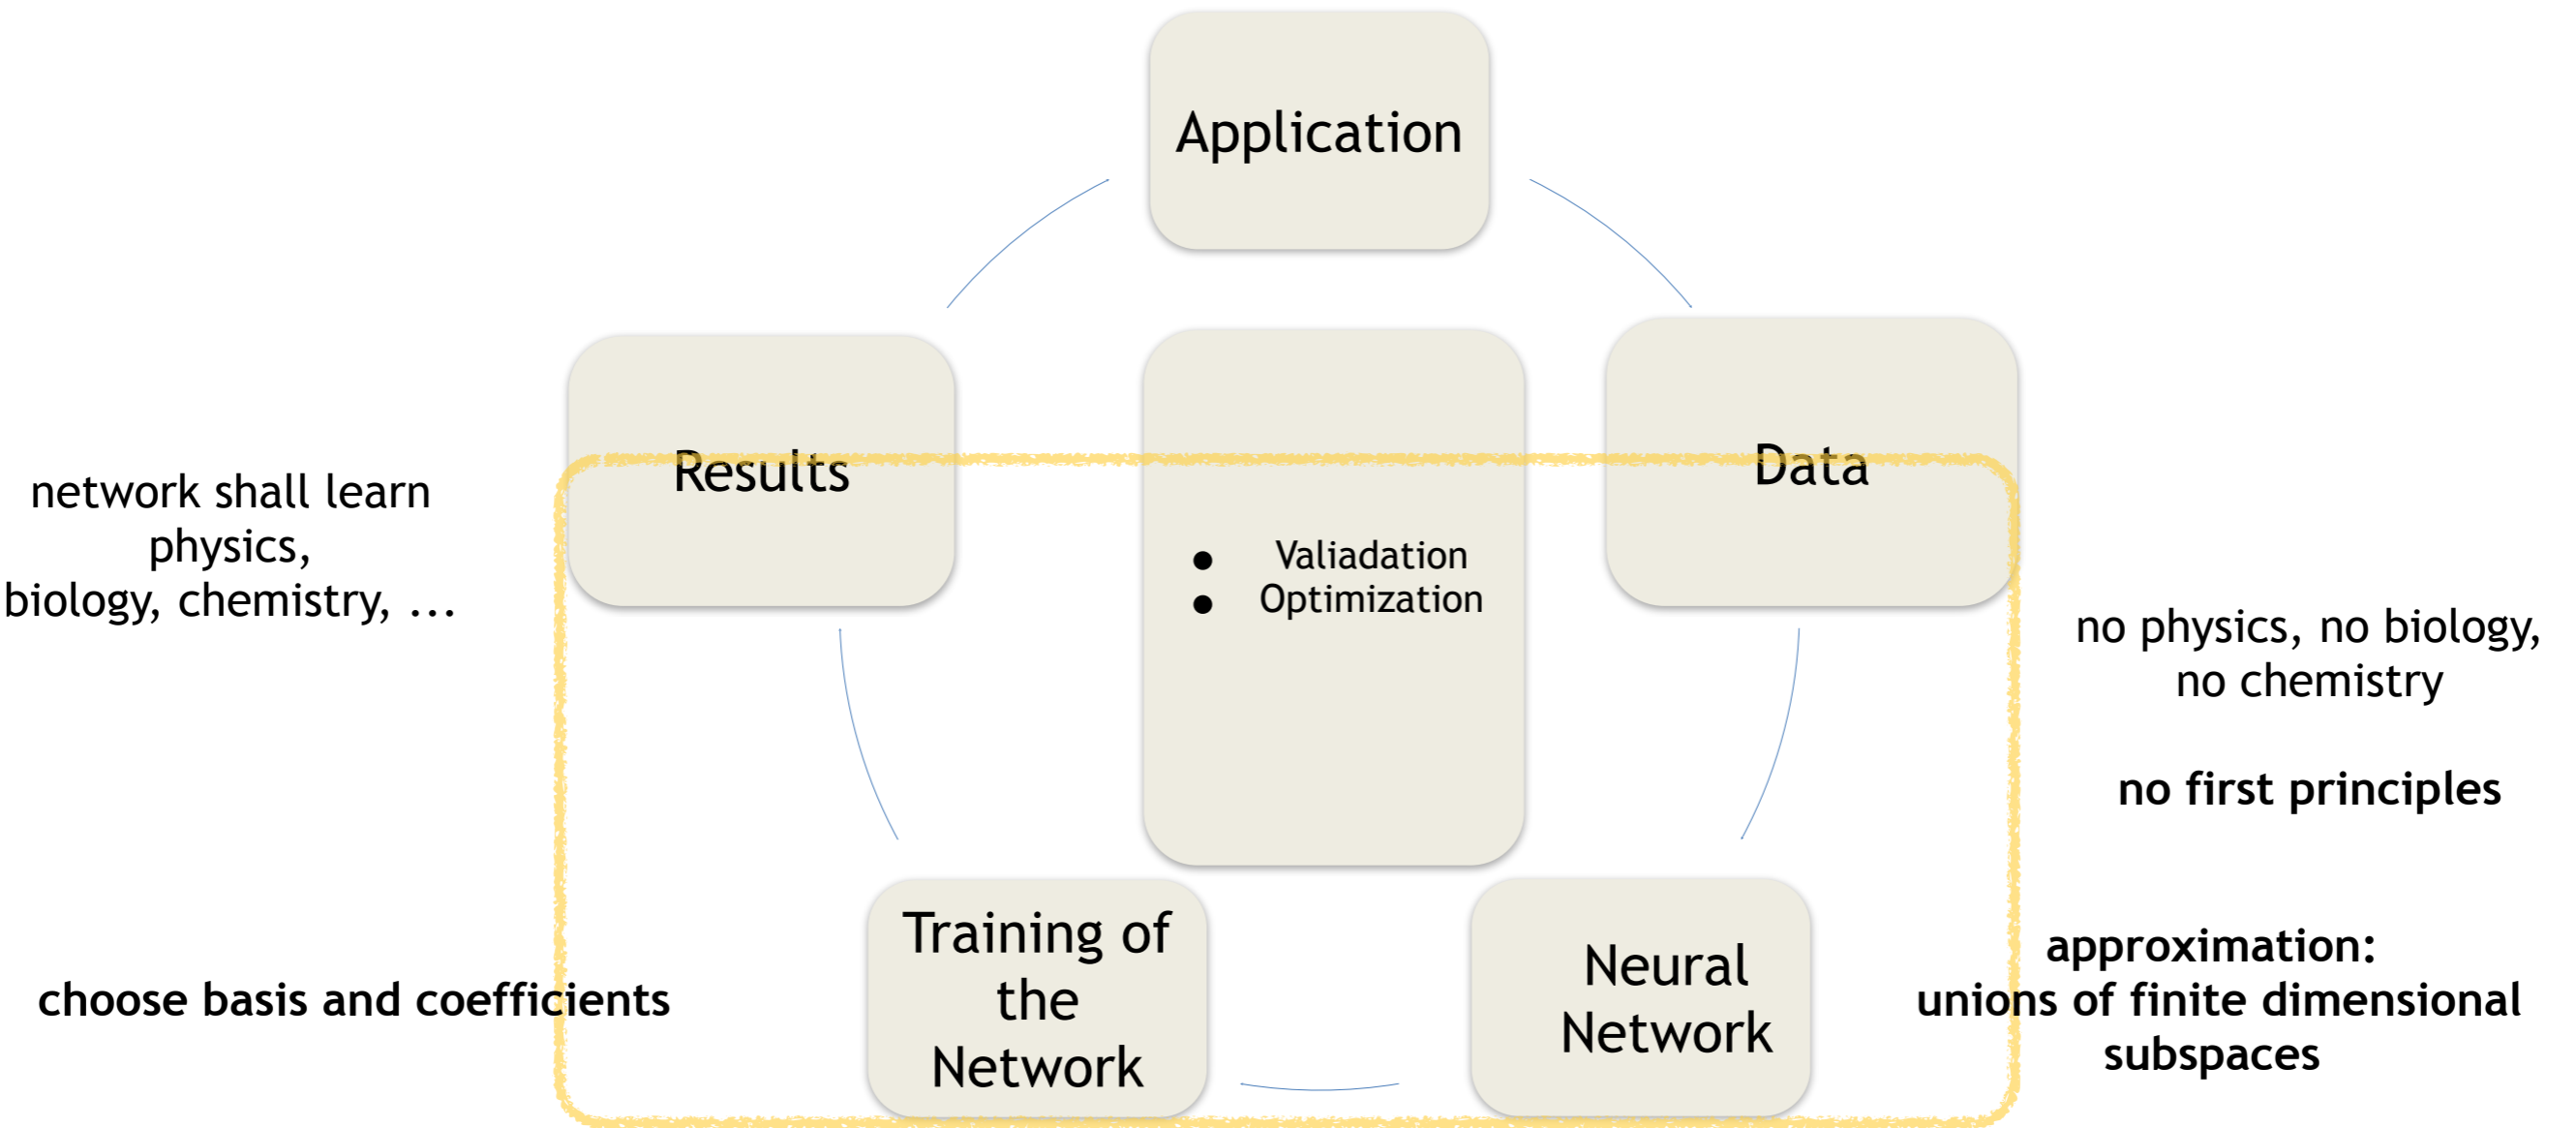 Application
Results
Data
network shall learn
physics,
biology, chemistry, ...
● Valiadation
● Optimization
no physics, no biology,
no chemistry
no first principles
Training of
the
Network
Neural
Network
choose basis and coefficients
approximation:
unions of finite dimensional
subspaces